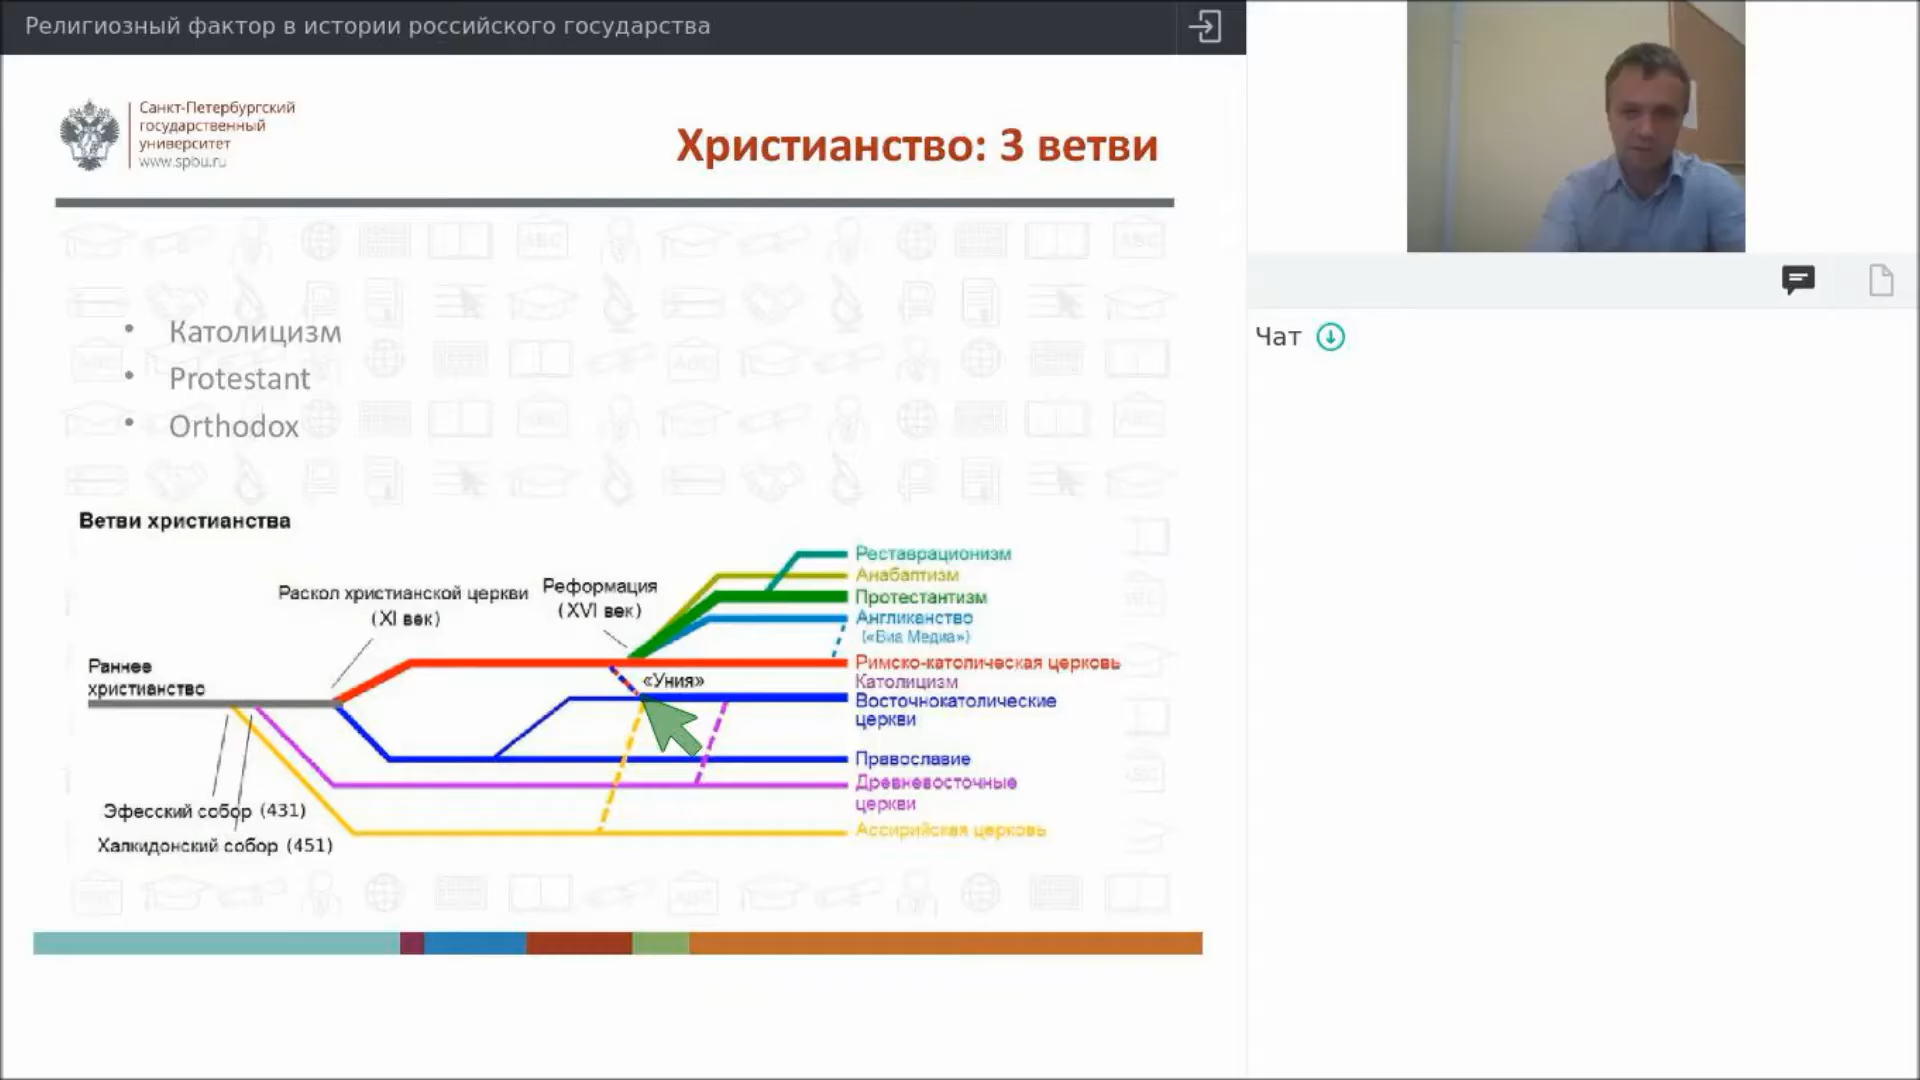 Религиозный фактор в истории российского государства
Санкт-Петербургский
государственный
университет
www.spbu.ru
Христианство: 3 ветви
• Католицизм
• Protestant
• Orthodox
Ветви христианства
Раскол христианской церкви
(XI век)
Реформация
(XVI век)
Раннее
христианство
«Уния»
Эфесский собор (431)
Халкидонский собор (451)
Реставрационизм
Анабаптизм
Протестантизм
Англиканство
(«Виа Медиа»)
Римско-католическая церковь
Католицизм
Восточнокатолические
церкви
Православие
Древневосточные
церкви
Ассирийская церковь
Чат